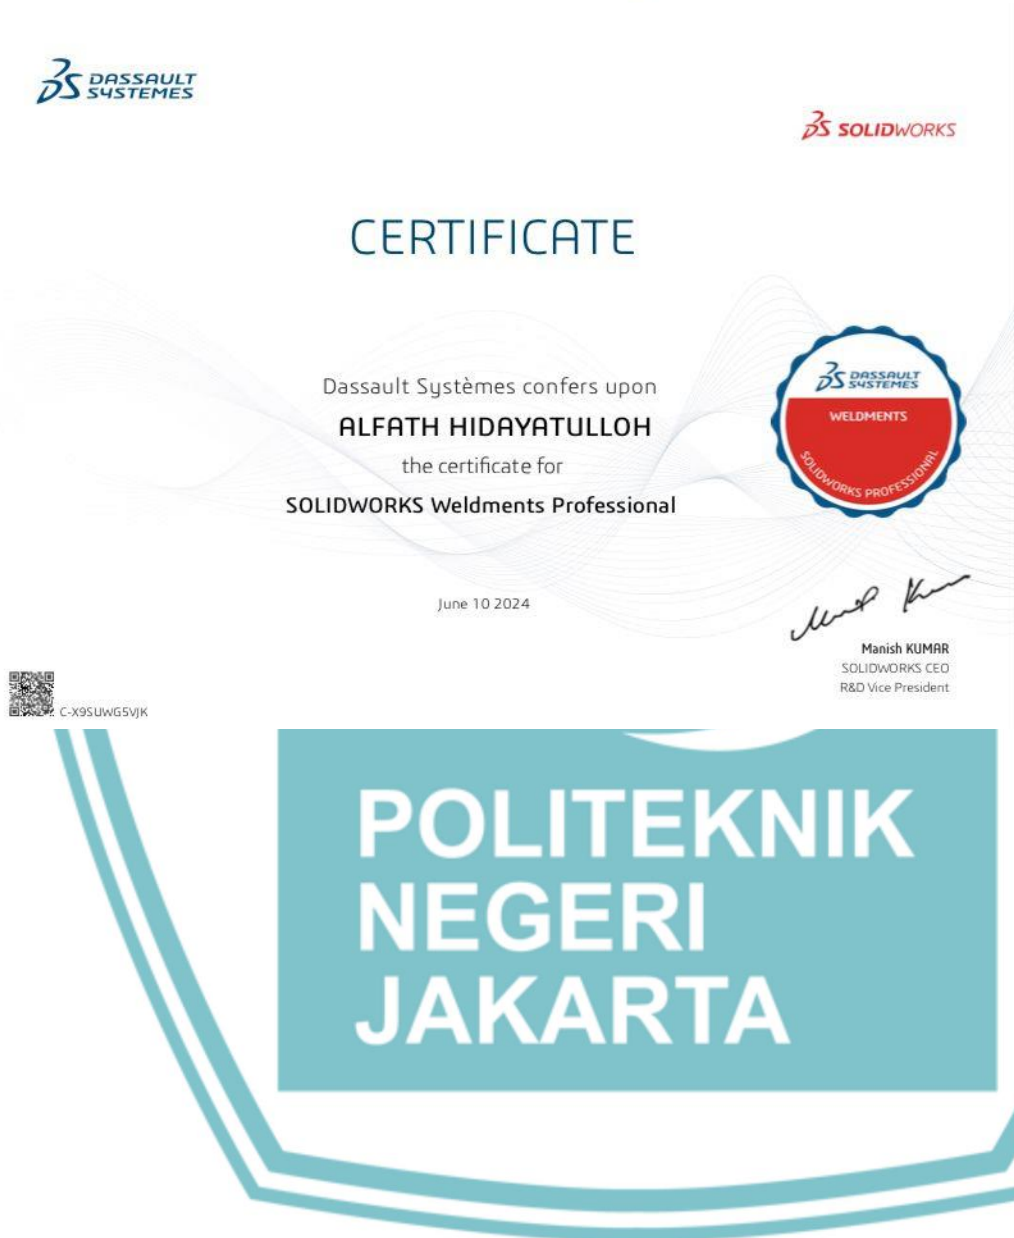 DASSAULT
SYSTEMES
SOLIDWORKS
CERTIFICATE
Dassault Systèmes confers upon
ALFATH HIDAYATULLOH
the certificate for
SOLIDWORKS Weldments Professional
DASSAULT
SYSTEMES
WELDMENTS
SOLIDWORKS PROFESSIONAL
June 10 2024
Manish KUMAR
SOLIDWORKS CEO
R&D Vice President
C-X9SUWG5VJK
POLITEKNIK
NEGERI
JAKARTA